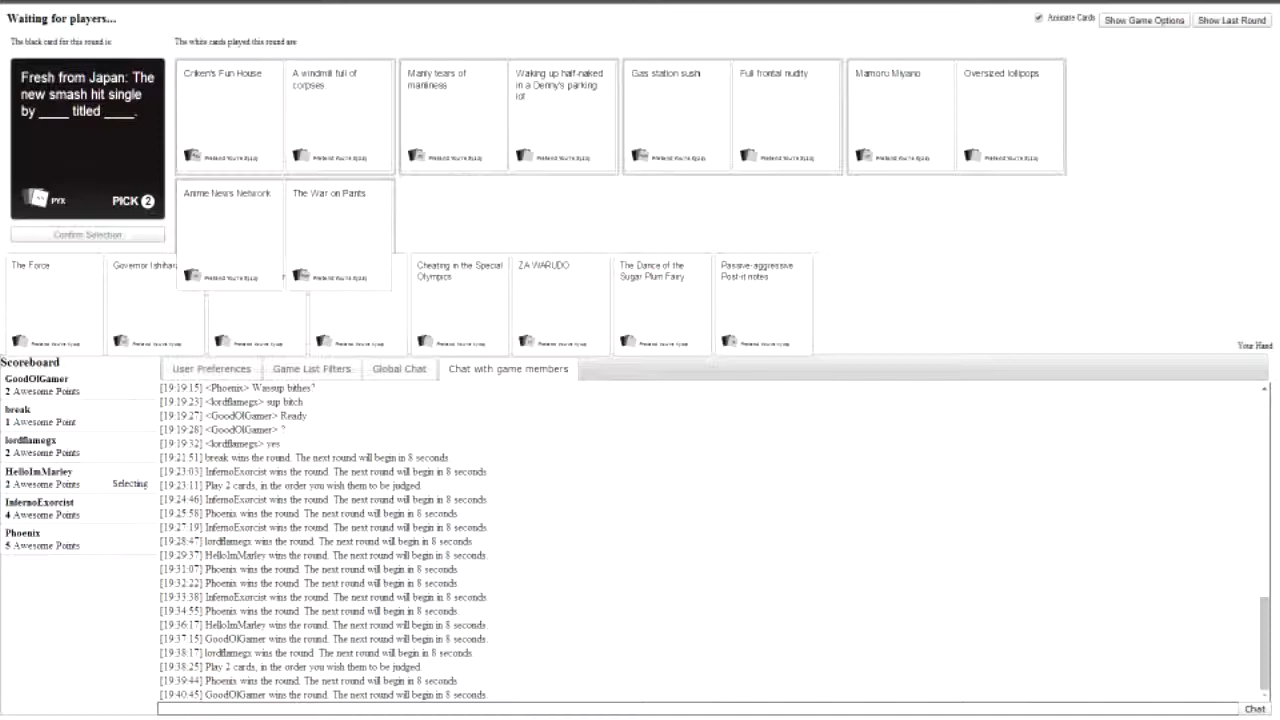 Waiting for players...
Animate Cards
Show Game Options
Show Last Round
The black card for this round is:
The white cards played this round are:
Fresh from Japan: The
new smash hit single
by ____ titled ____.
PYX
PICK 2
Criken's Fun House
A windmill full of
corpses
Manly tears of
manliness
Waking up half-naked
in a Denny's parking
lot
Gas station sushi
Full frontal nudity
Mamoru Miyano
Oversized lollipops
Anime News Network
The War on Pants
Confirm Selection
The Force
Governor
Cheating in the Special
Olympics
ZA WARUDO
The Dance of the
Sugar Plum Fairy
Passive-aggressive
Post-it notes
Your Hand
Scoreboard
GoodOlGamer
2 Awesome Points
break
1 Awesome Point
lordflamegx
2 Awesome Points
HelloImMarley
2 Awesome Points
Selecting
InfernoExorcist
4 Awesome Points
Phoenix
5 Awesome Points
User Preferences
Game List Filters
Global Chat
Chat with game members
[19:19:15] <Phoenix> Wassup bithes?
[19:19:23] <lordflamegx> sup bitch
[19:19:27] <GoodOlGamer> Ready
[19:19:28] <GoodOlGamer> ?
[19:19:32] <lordflamegx> yes
[19:21:51] break wins the round. The next round will begin in 8 seconds.
[19:23:03] InfernoExorcist wins the round. The next round will begin in 8 seconds.
[19:23:11] Play 2 cards, in the order you wish them to be judged.
[19:24:46] InfernoExorcist wins the round. The next round will begin in 8 seconds.
[19:25:58] Phoenix wins the round. The next round will begin in 8 seconds.
[19:27:19] InfernoExorcist wins the round. The next round will begin in 8 seconds.
[19:28:47] lordflamegx wins the round. The next round will begin in 8 seconds.
[19:29:37] HelloImMarley wins the round. The next round will begin in 8 seconds.
[19:31:07] Phoenix wins the round. The next round will begin in 8 seconds.
[19:32:22] Phoenix wins the round. The next round will begin in 8 seconds.
[19:33:38] InfernoExorcist wins the round. The next round will begin in 8 seconds.
[19:34:55] Phoenix wins the round. The next round will begin in 8 seconds.
[19:36:17] HelloImMarley wins the round. The next round will begin in 8 seconds.
[19:37:15] GoodOlGamer wins the round. The next round will begin in 8 seconds.
[19:38:17] lordflamegx wins the round. The next round will begin in 8 seconds.
[19:38:25] Play 2 cards, in the order you wish them to be judged.
[19:39:44] Phoenix wins the round. The next round will begin in 8 seconds.
[19:40:45] GoodOlGamer wins the round. The next round will begin in 8 seconds.
Chat